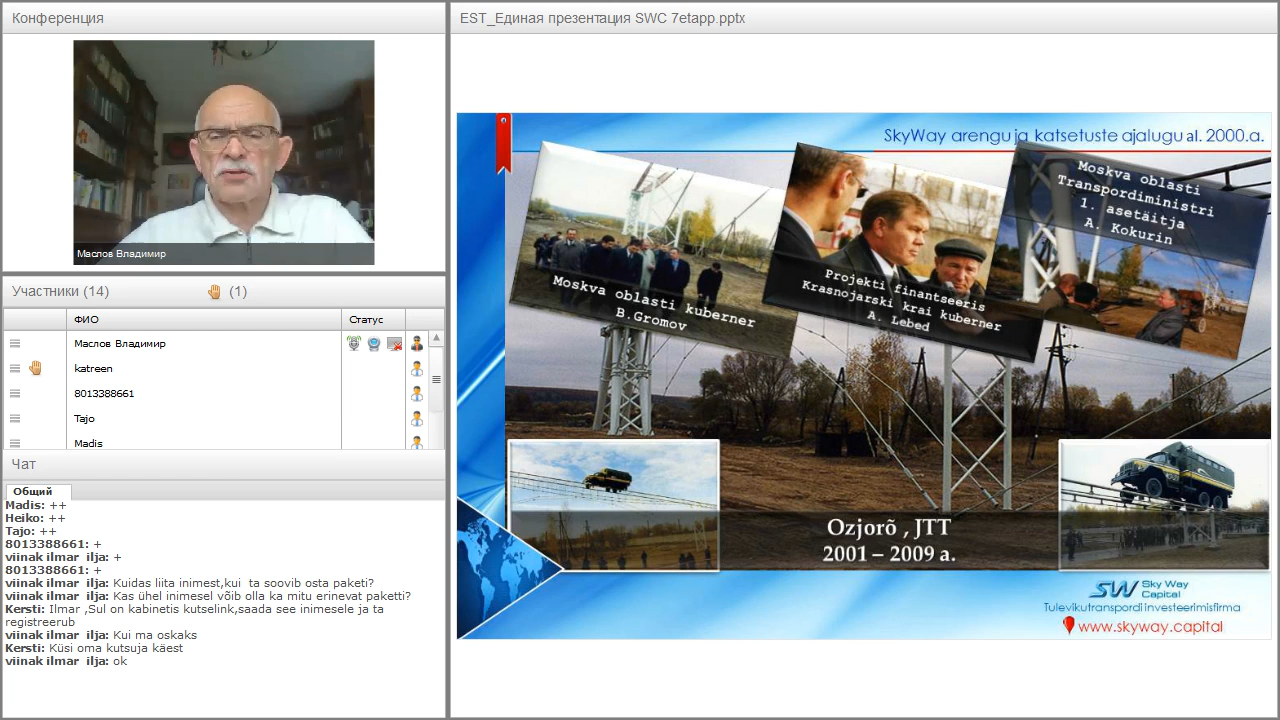 Конференция
Маслов Владимир
Участники (14)
(1)
ФИО
Статус
Маслов Владимир
katreen
8013388661
Tajo
Madis
Чат
Общий
Madis: ++
Heiko: ++
Tajo: ++
8013388661: +
viinak ilmar ilja: +
8013388661: +
viinak ilmar ilja: Kuidas liita inimest,kui ta soovib osta paketi?
viinak ilmar ilja: Kas ühel inimesel võib olla ka mitu erinevat paketti?
Kersti: Ilmar ,Sul on kabinetis kutselink,saada see inimesele ja ta
registreerub
viinak ilmar ilja: Kui ma oskaks
Kersti: Küsi oma kutsuja käest
viinak ilmar ilja: ok
EST_Единая презентация SWC 7etapp.pptx
SkyWay arengu ja katsetuste ajalugu al. 2000.a.
Moskva oblasti kuberner
B.Gromov
Projekti finantseeris
Krasnojarski krai kuberner
A. Lebed
Moskva oblasti
Transpordiministri
1. asetäitja
A. Kokurin
Ozjorõ , JTT
2001 – 2009 a.
SW Sky Way
Capital
Tulevikutranspordi investeerimisfirma
www.skyway.capital